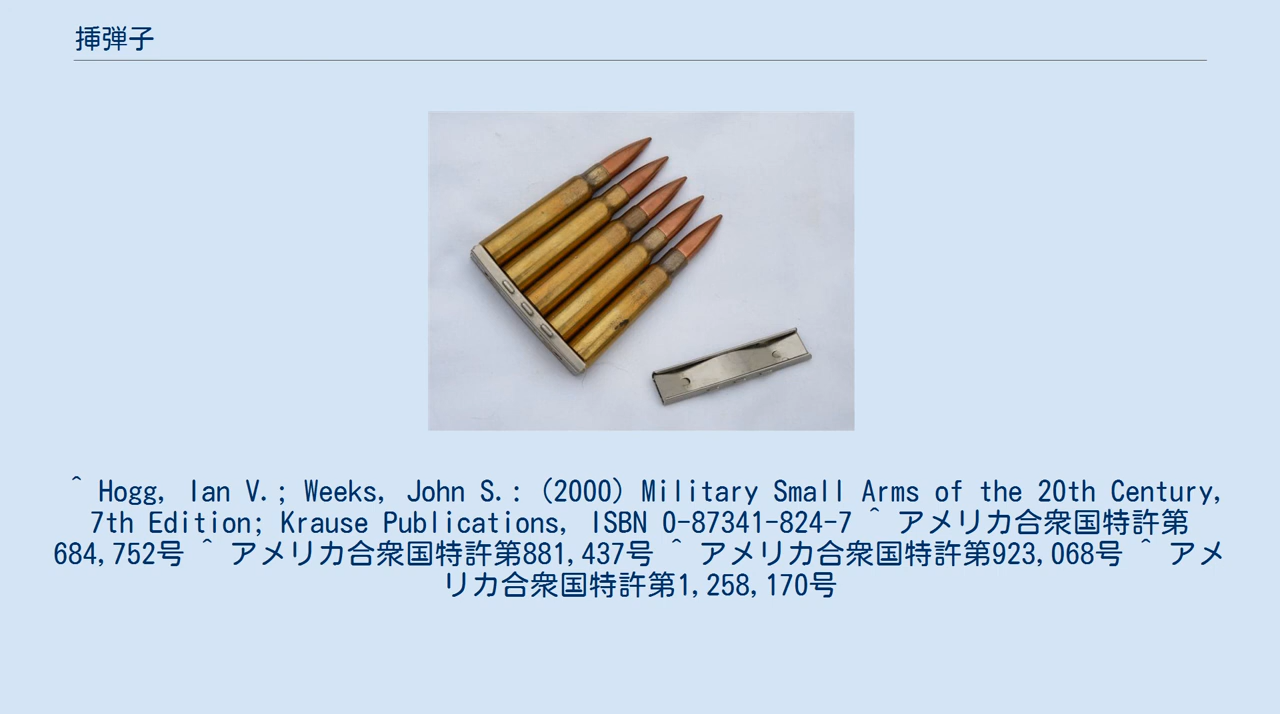 挿弾子
^ Hogg, Ian V.; Weeks, John S.: (2000) Military Small Arms of the 20th Century,
7th Edition; Krause Publications, ISBN 0-87341-824-7 ^ アメリカ合衆国特許第
684,752号 ^ アメリカ合衆国特許第881,437号 ^ アメリカ合衆国特許第923,068号 ^ アメ
リカ合衆国特許第1,258,170号